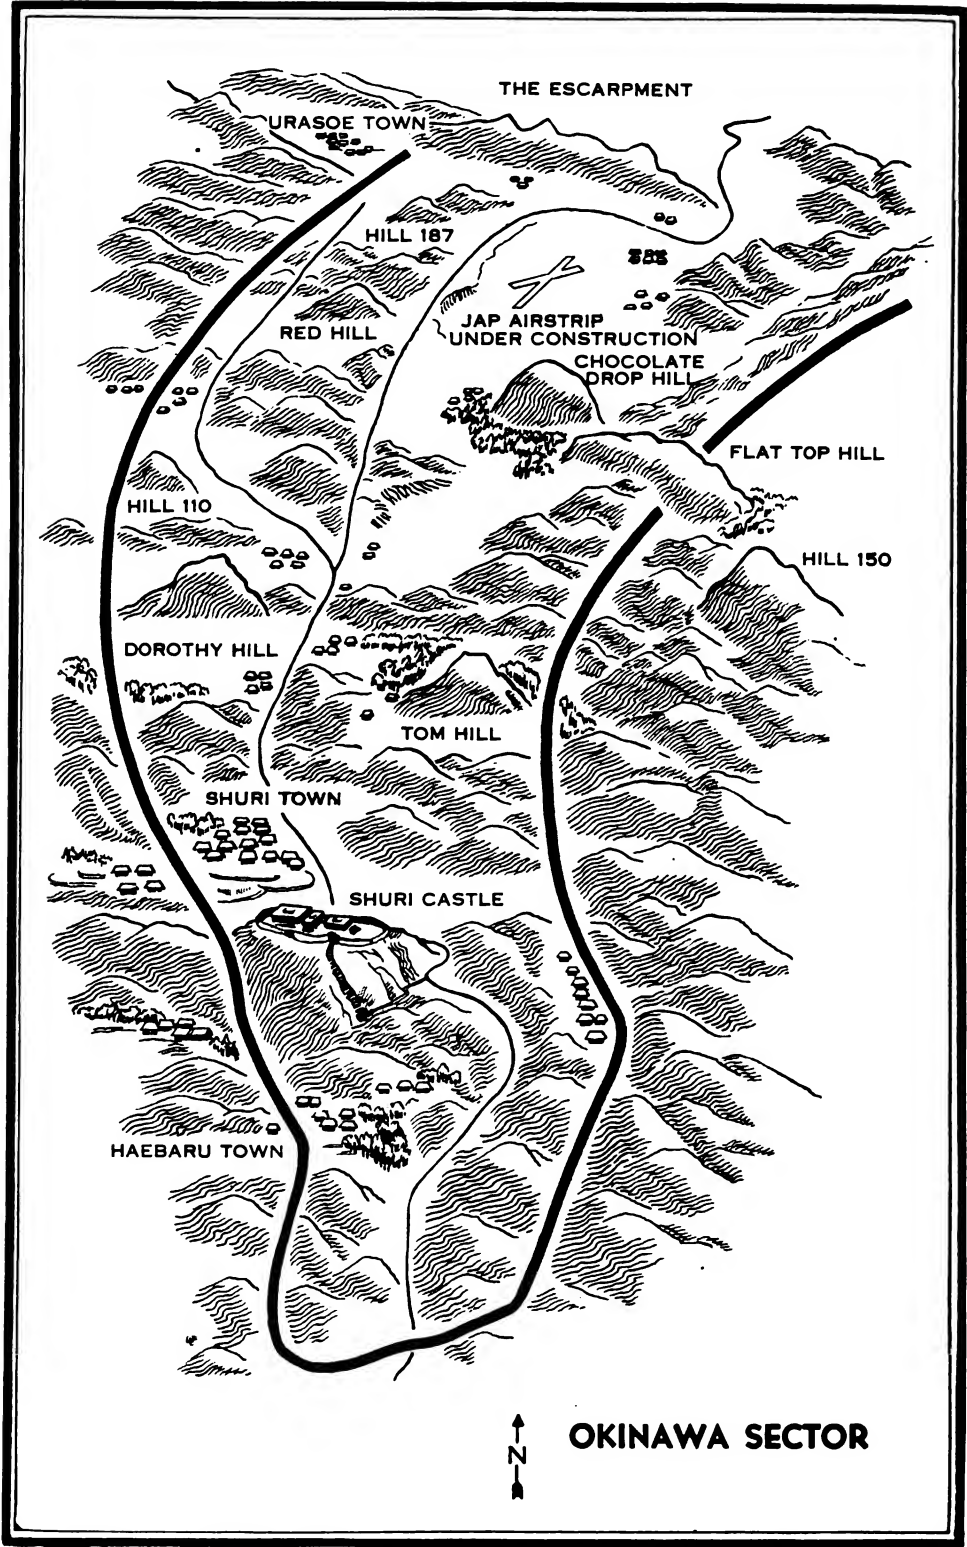 THE ESCARPMENT
URASOE TOWN
HILL 187
RED HILL
JAP AIRSTRIP
UNDER CONSTRUCTION
CHOCOLATE
DROP HILL
FLAT TOP HILL
HILL 110
HILL 150
DOROTHY HILL
TOM HILL
SHURI TOWN
SHURI CASTLE
HAEBARU TOWN
N
OKINAWA SECTOR